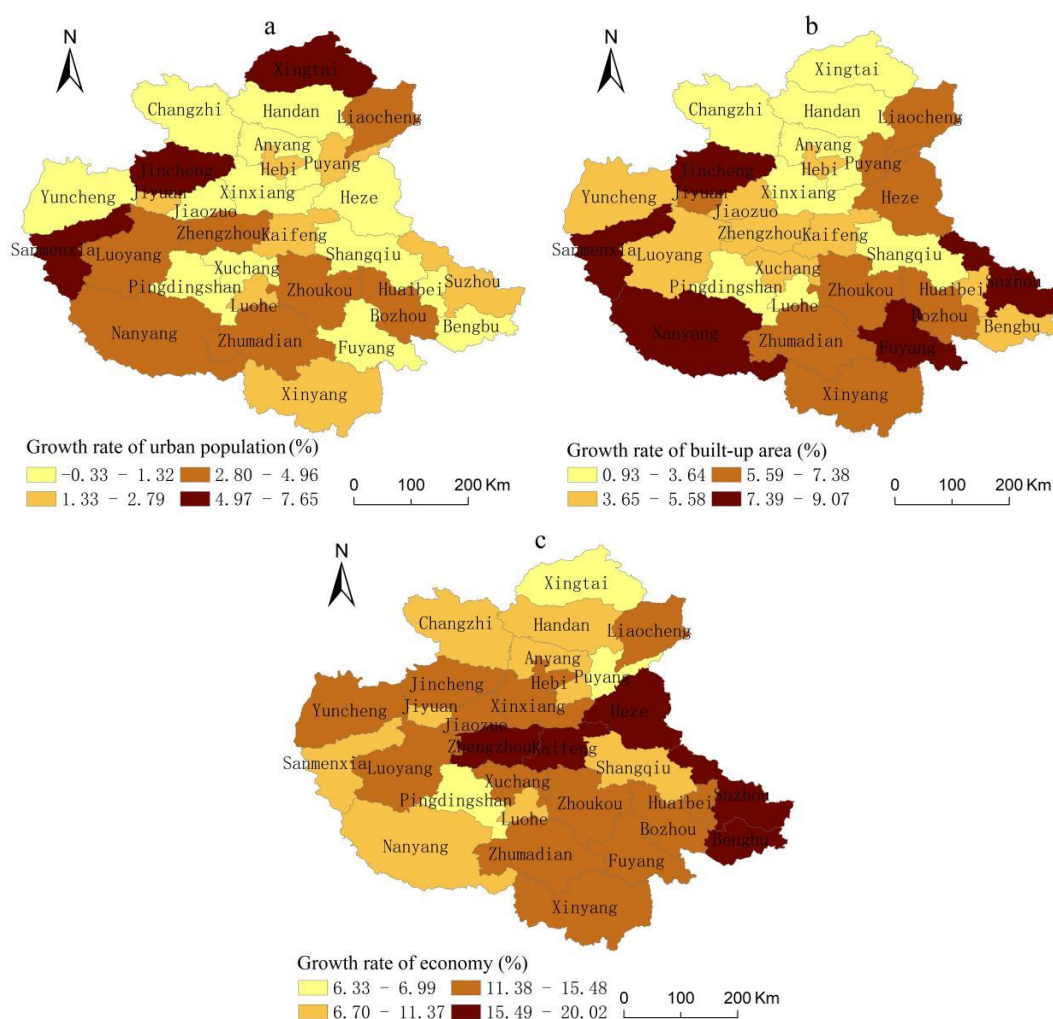 a
N
Xingtai
Changzhi
Handan
Liaocheng
Anyang
Hebi
Puyang
Jincheng
Yuncheng
Jiyuan
Xinxiang
Heze
Jiaozuo
Sanmenxia
Luoyang
Zhengzhou
Kaifeng
Shangqiu
Xuchang
Suzhou
Pingdingshan
Luohe
Zhoukou
Huaibei
Bozhou
Bengbu
Nanyang
Zhumadian
Fuyang
Xinyang
Growth rate of urban population (%)
-0.33 - 1.32 2.80 - 4.96
1.33 - 2.79 4.97 - 7.65
0 100 200 Km
b
N
Xingtai
Changzhi
Handan
Liaocheng
Anyang
Hebi
Puyang
Jincheng
Yuncheng
Jiyuan
Xinxiang
Heze
Jiaozuo
Sanmenxia
Luoyang
Zhengzhou
Kaifeng
Shangqiu
Xuchang
Suzhou
Pingdingshan
Luohe
Zhoukou
Huaibei
Bozhou
Bengbu
Nanyang
Zhumadian
Fuyang
Xinyang
Growth rate of built-up area (%)
0.93 - 3.64 5.59 - 7.38
3.65 - 5.58 7.39 - 9.07
0 100 200 Km
c
N
Xingtai
Changzhi
Handan
Liaocheng
Anyang
Hebi
Puyang
Jincheng
Yuncheng
Jiyuan
Xinxiang
Heze
Jiaozuo
Sanmenxia
Luoyang
Zhengzhou
Kaifeng
Shangqiu
Xuchang
Suzhou
Pingdingshan
Luohe
Zhoukou
Huaibei
Bozhou
Bengbu
Nanyang
Zhumadian
Fuyang
Xinyang
Growth rate of economy (%)
6.33 - 6.99 11.38 - 15.48
6.70 - 11.37 15.49 - 20.02
0 100 200 Km